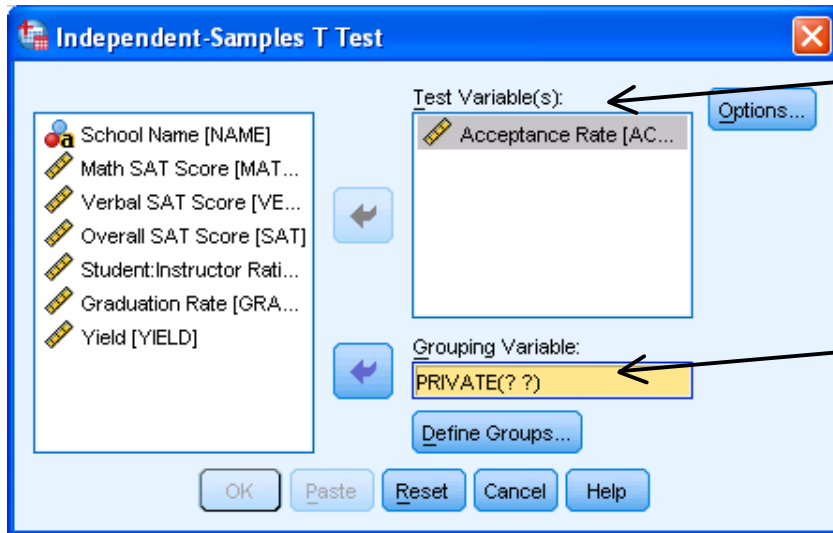 Independent-Samples T Test
School Name [NAME]
Math SAT Score [MAT...
Verbal SAT Score [VE...
Overall SAT Score [SAT]
Student:Instructor Rati...
Graduation Rate [GRA...
Yield [YIELD]
Test Variable(s):
Acceptance Rate [AC...
Options...
Grouping Variable:
PRIVATE(? ?)
Define Groups...
OK Paste Reset Cancel Help